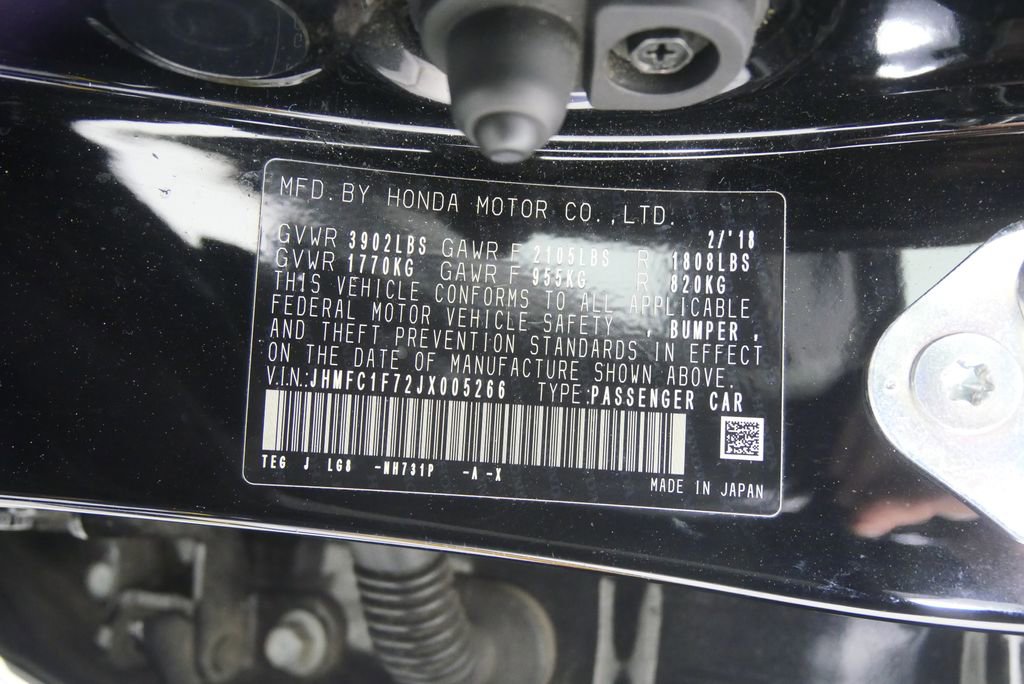 MFD. BY HONDA MOTOR CO., LTD.
2/'18
GVWR 3902LBS GAWR F 2105LBS R 1808LBS
GVWR 1770KG GAWR F 955KG R 820KG
THIS VEHICLE CONFORMS TO ALL APPLICABLE
FEDERAL MOTOR VEHICLE SAFETY , BUMPER ,
AND THEFT PREVENTION STANDARDS IN EFFECT
ON THE DATE OF MANUFACTURE SHOWN ABOVE.
V.I.N.:JHMFC1F72JX005266 TYPE:PASSENGER CAR
TEG J LG8 -NH731P -A-X
MADE IN JAPAN